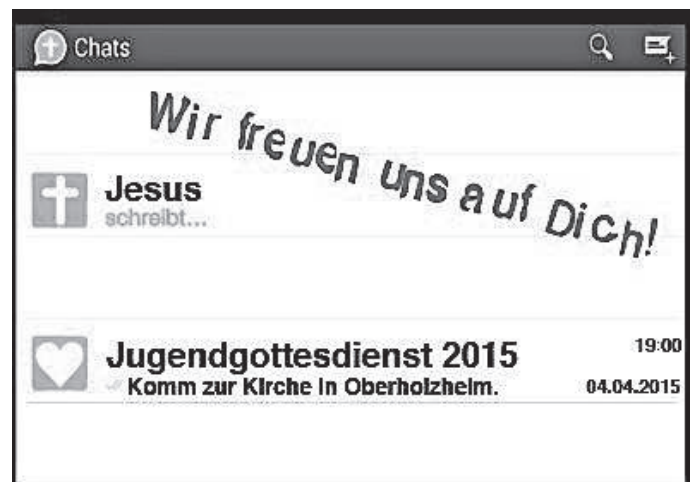 Chats
Wir freuen uns auf Dich!
Jesus
schreibt...
Jugendgottesdienst 2015
19:00
Komm zur Kirche in Oberholzheim.
04.04.2015